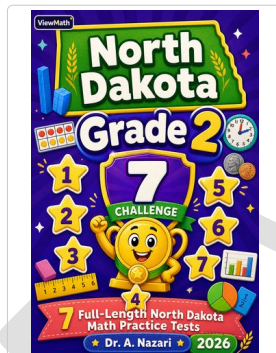 ViewMath
North
Dakota
Grade 2
7
CHALLENGE
1
2
3
4
5
6
7
7 Full-Length North Dakota
Math Practice Tests
Dr. A. Nazari
2026